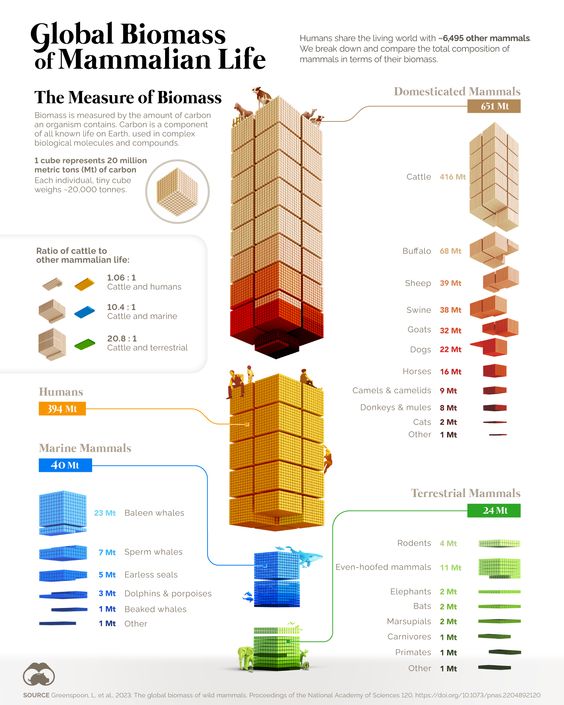 Global Biomass
of Mammalian Life
Humans share the living world with ~6,495 other mammals.
We break down and compare the total composition of
mammals in terms of their biomass.
The Measure of Biomass
Biomass is measured by the amount of carbon
an organism contains. Carbon is a component
of all known life on Earth, used in complex
biological molecules and compounds.
1 cube represents 20 million
metric tons (Mt) of carbon
Each individual, tiny cube
weighs ~20,000 tonnes.
Ratio of cattle to
other mammalian life:
1.06 : 1
Cattle and humans
10.4 : 1
Cattle and marine
20.8 : 1
Cattle and terrestrial
Domesticated Mammals
651 Mt
Cattle 416 Mt
Buffalo 68 Mt
Sheep 39 Mt
Swine 38 Mt
Goats 32 Mt
Dogs 22 Mt
Horses 16 Mt
Camels & camelids 9 Mt
Donkeys & mules 8 Mt
Cats 2 Mt
Other 1 Mt
Humans
394 Mt
Marine Mammals
40 Mt
23 Mt Baleen whales
7 Mt Sperm whales
5 Mt Earless seals
3 Mt Dolphins & porpoises
1 Mt Beaked whales
1 Mt Other
Terrestrial Mammals
24 Mt
Rodents 4 Mt
Even-hoofed mammals 11 Mt
Elephants 2 Mt
Bats 2 Mt
Marsupials 2 Mt
Carnivores 1 Mt
Primates 1 Mt
Other 1 Mt
SOURCE Greenspoon, L. et al., 2023. The global biomass of wild mammals. Proceedings of the National Academy of Sciences 120. https://doi.org/10.1073/pnas.2204892120